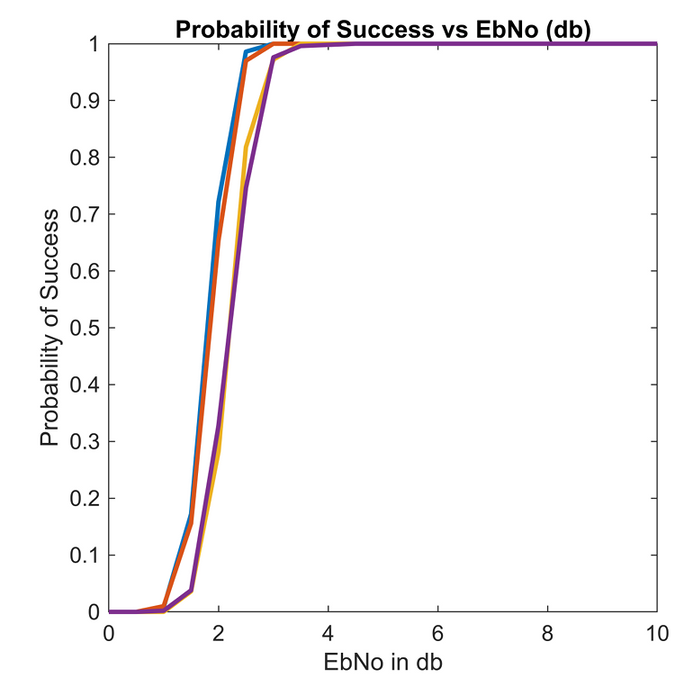 Probability of Success vs EbNo (db)
1
0.9
0.8
0.7
0.6
0.5
0.4
0.3
0.2
0.1
0
Probability of Success
0 2 4 6 8 10
EbNo in db